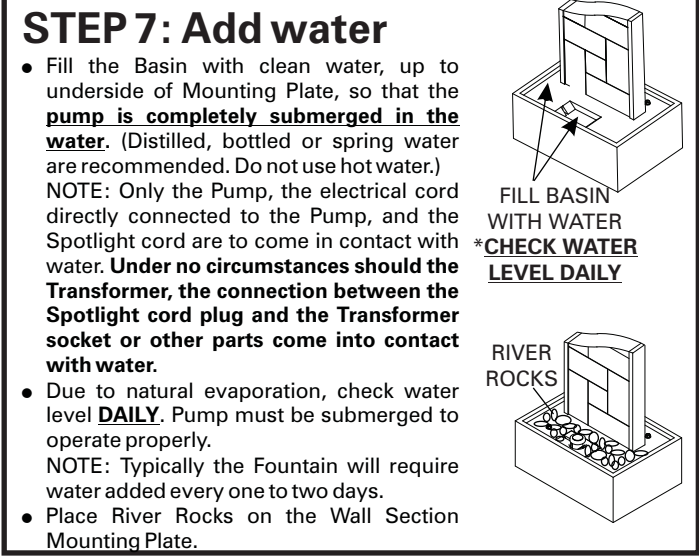 STEP 7: Add water
● Fill the Basin with clean water, up to
underside of Mounting Plate, so that the
pump is completely submerged in the
water. (Distilled, bottled or spring water
are recommended. Do not use hot water.)
NOTE: Only the Pump, the electrical cord
directly connected to the Pump, and the
Spotlight cord are to come in contact with
water. Under no circumstances should the
Transformer, the connection between the
Spotlight cord plug and the Transformer
socket or other parts come into contact
with water.
● Due to natural evaporation, check water
level DAILY. Pump must be submerged to
operate properly.
NOTE: Typically the Fountain will require
water added every one to two days.
● Place River Rocks on the Wall Section
Mounting Plate.
FILL BASIN
WITH WATER
*CHECK WATER
LEVEL DAILY
RIVER
ROCKS